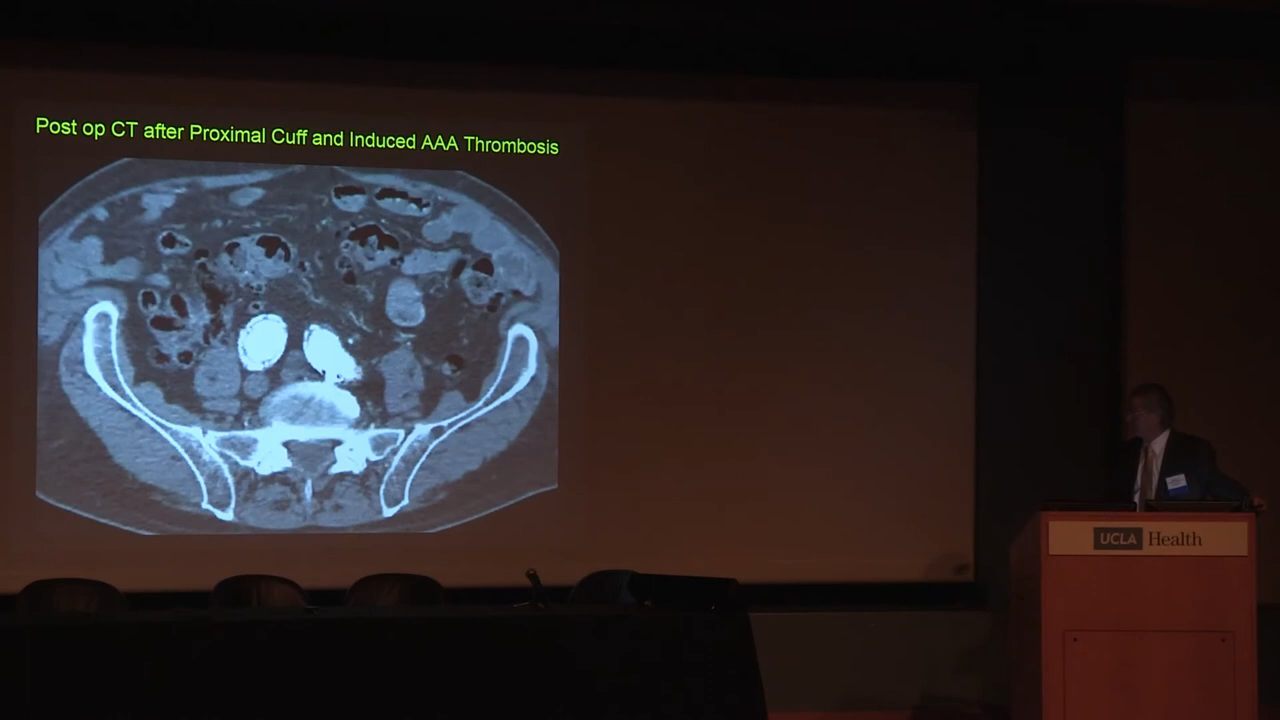 Post op CT after Proximal Cuff and Induced AAA Thrombosis
UCLA Health